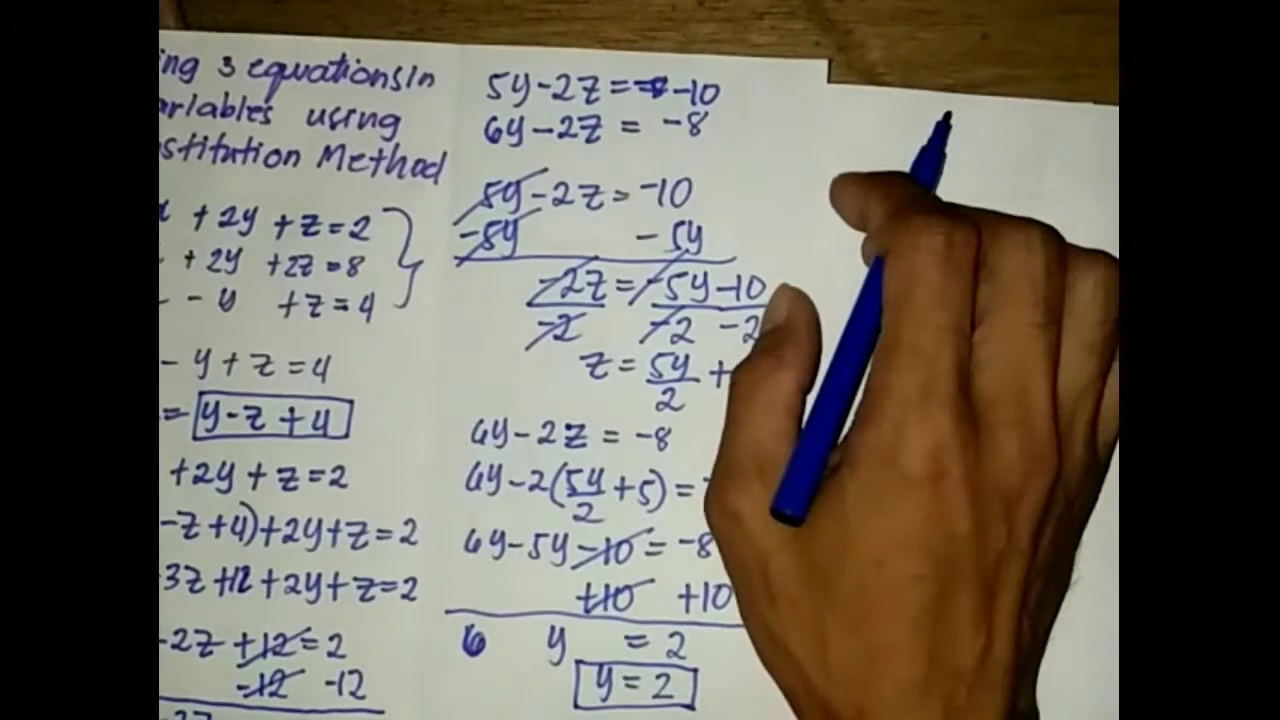 3 equations in
using
Method
+ 2y + z = 2
+ 2y + 2z = 8
- y + z = 4
- y + z = 4
= y - z + 4
+ 2y + z = 2
- z + 4) + 2y + z = 2
3z + 12 + 2y + z = 2
- 2z + 12 = 2
- 12 - 12
5y - 2z = -10
6y - 2z = -8
5y - 2z = -10
- 5y - 5y
-2z = -5y - 10
-2 -2 -2
z = 5y/2 +
6y - 2z = -8
6y - 2(5y/2 + 5) =
6y - 5y - 10 = -8
+10 +10
y = 2
y = 2